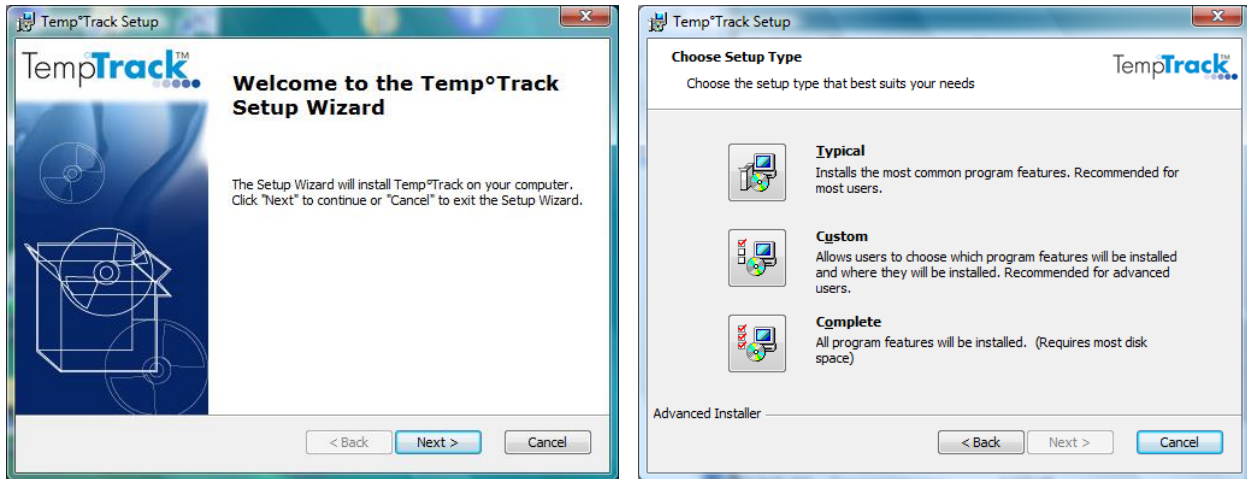 Temp°Track Setup
TempTrack™
Welcome to the Temp°Track
Setup Wizard
The Setup Wizard will install Temp°Track on your computer.
Click "Next" to continue or "Cancel" to exit the Setup Wizard.
< Back
Next >
Cancel
Temp°Track Setup
Choose Setup Type
Choose the setup type that best suits your needs
TempTrack™
Typical
Installs the most common program features. Recommended for
most users.
Custom
Allows users to choose which program features will be installed
and where they will be installed. Recommended for advanced
users.
Complete
All program features will be installed. (Requires most disk
space)
Advanced Installer
< Back
Next >
Cancel